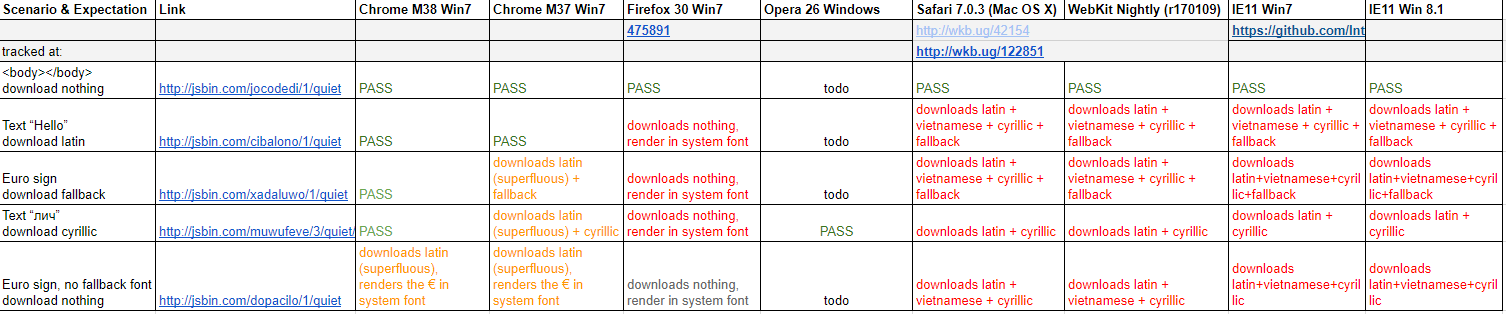 Scenario & Expectation Link Chrome M38 Win7 Chrome M37 Win7 Firefox 30 Win7 Opera 26 Windows Safari 7.0.3 (Mac OS X) WebKit Nightly (r170109) IE11 Win7 IE11 Win 8.1
475891 http://wkb.ug/42154 https://github.com/Int
tracked at: http://wkb.ug/122851
<body></body>
download nothing http://jsbin.com/jocodedi/1/quiet PASS PASS PASS todo PASS PASS PASS PASS
downloads latin + downloads latin + downloads latin + downloads latin +
Text “Hello” downloads nothing, vietnamese + cyrillic + vietnamese + cyrillic + vietnamese + cyrillic + vietnamese + cyrillic +
download latin http://jsbin.com/cibalono/1/quiet PASS PASS render in system font todo fallback fallback fallback fallback
downloads latin downloads latin + downloads latin + downloads downloads
Euro sign (superfluous) + downloads nothing, vietnamese + cyrillic + vietnamese + cyrillic + latin+vietnamese+cyril latin+vietnamese+cyril
download fallback http://jsbin.com/xadaluwo/1/quiet PASS fallback render in system font todo fallback fallback lic+fallback lic+fallback
Text “лич” downloads latin downloads nothing, downloads latin + downloads latin +
download cyrillic http://jsbin.com/muwufeve/3/quiet/ PASS (superfluous) + cyrillic render in system font PASS downloads latin + cyrillic downloads latin + cyrillic cyrillic cyrillic
downloads latin downloads latin
(superfluous), (superfluous), downloads downloads
Euro sign, no fallback font renders the € in renders the € in downloads nothing, downloads latin + downloads latin + latin+vietnamese+cyril latin+vietnamese+cyril
download nothing http://jsbin.com/dopacilo/1/quiet system font system font render in system font todo vietnamese + cyrillic vietnamese + cyrillic lic lic